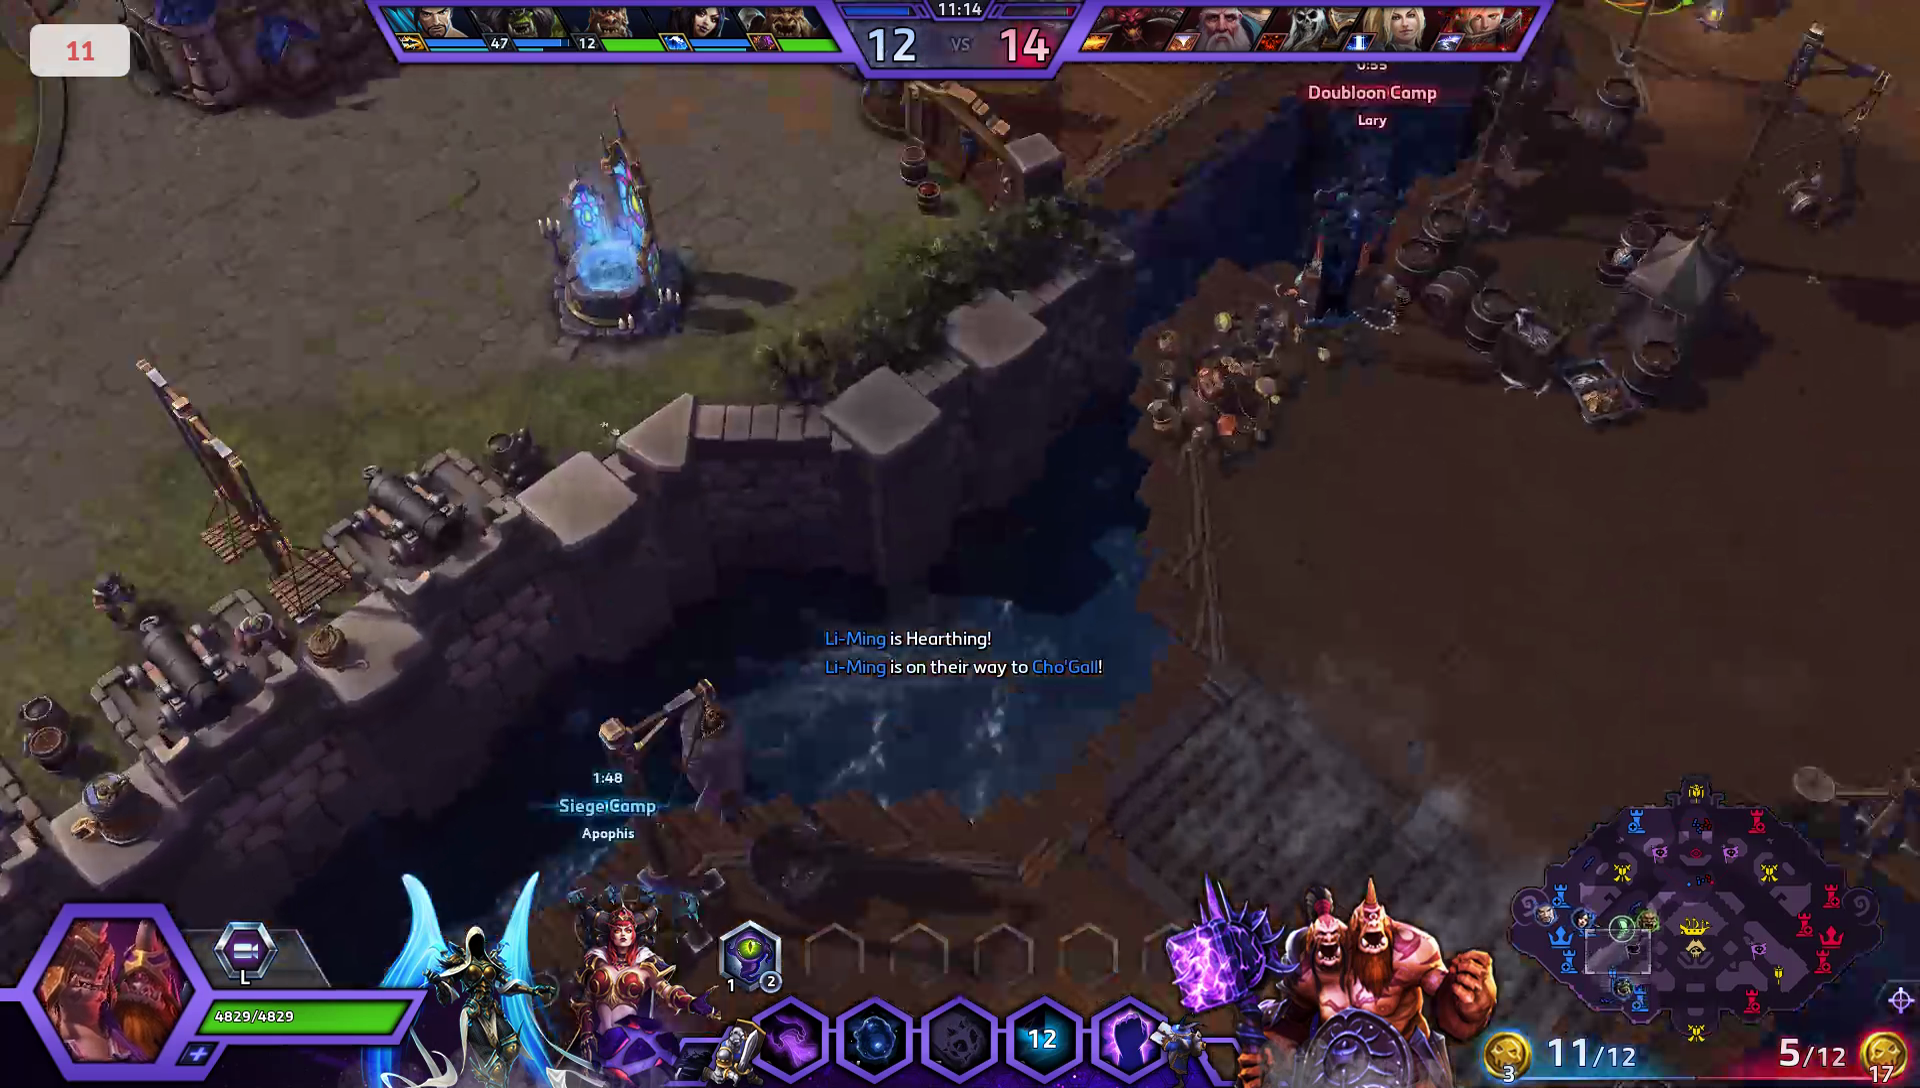 11
47
12
11:14
12 VS 14
0:55
Doubloon Camp
Lary
Li-Ming is Hearthing!
Li-Ming is on their way to Cho'Gall!
1:48
Siege Camp
Apophis
L
4829/4829
1
2
12
11/12
3
5/12
17